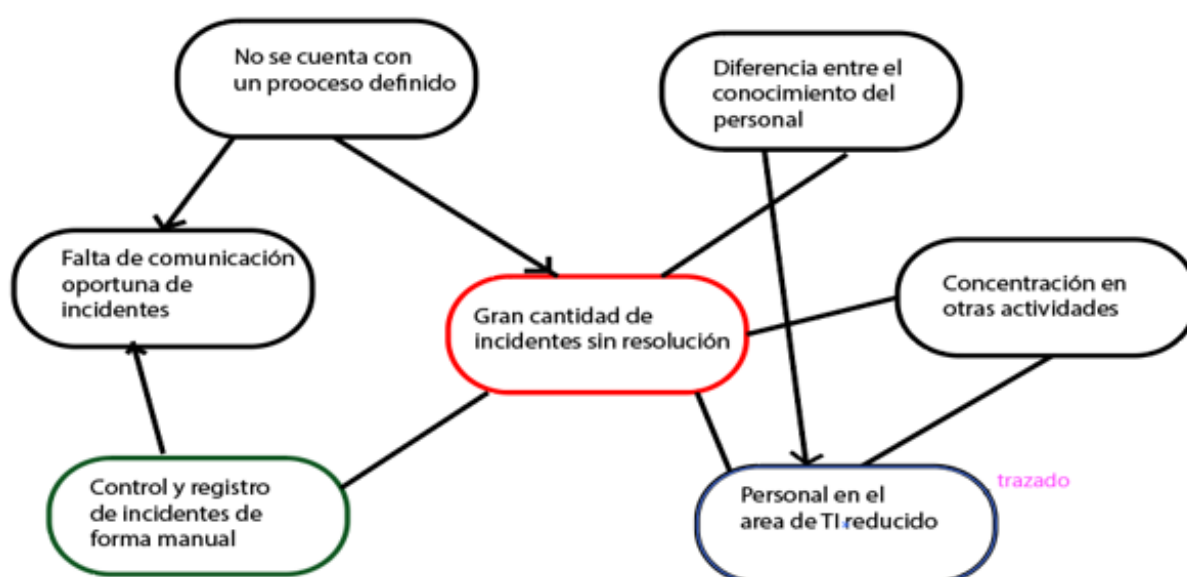 No se cuenta con
un prooceso definido
Diferencia entre el
conocimiento del
personal
Falta de comunicación
oportuna de
incidentes
Gran cantidad de
incidentes sin resolución
Concentración en
otras actividades
Control y registro
de incidentes de
forma manual
Personal en el
area de TI reducido
trazado